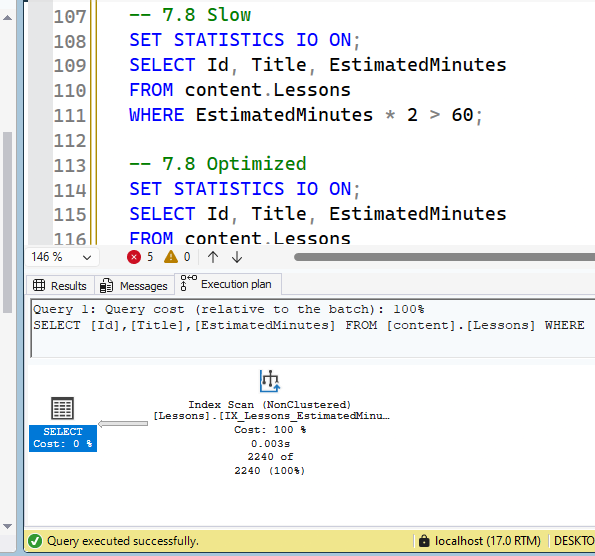 107 -- 7.8 Slow
108 SET STATISTICS IO ON;
109 SELECT Id, Title, EstimatedMinutes
110 FROM content.Lessons
111 WHERE EstimatedMinutes * 2 > 60;
112
113 -- 7.8 Optimized
114 SET STATISTICS IO ON;
115 SELECT Id, Title, EstimatedMinutes
116 FROM content.Lessons
146 % 5 0
Results Messages Execution plan
Query 1: Query cost (relative to the batch): 100%
SELECT [Id],[Title],[EstimatedMinutes] FROM [content].[Lessons] WHERE
Index Scan (NonClustered)
[Lessons].[IX_Lessons_EstimatedMinu…
Cost: 100 %
0.003s
2240 of
2240 (100%)
SELECT
Cost: 0 %
Query executed successfully. localhost (17.0 RTM) DESKTO